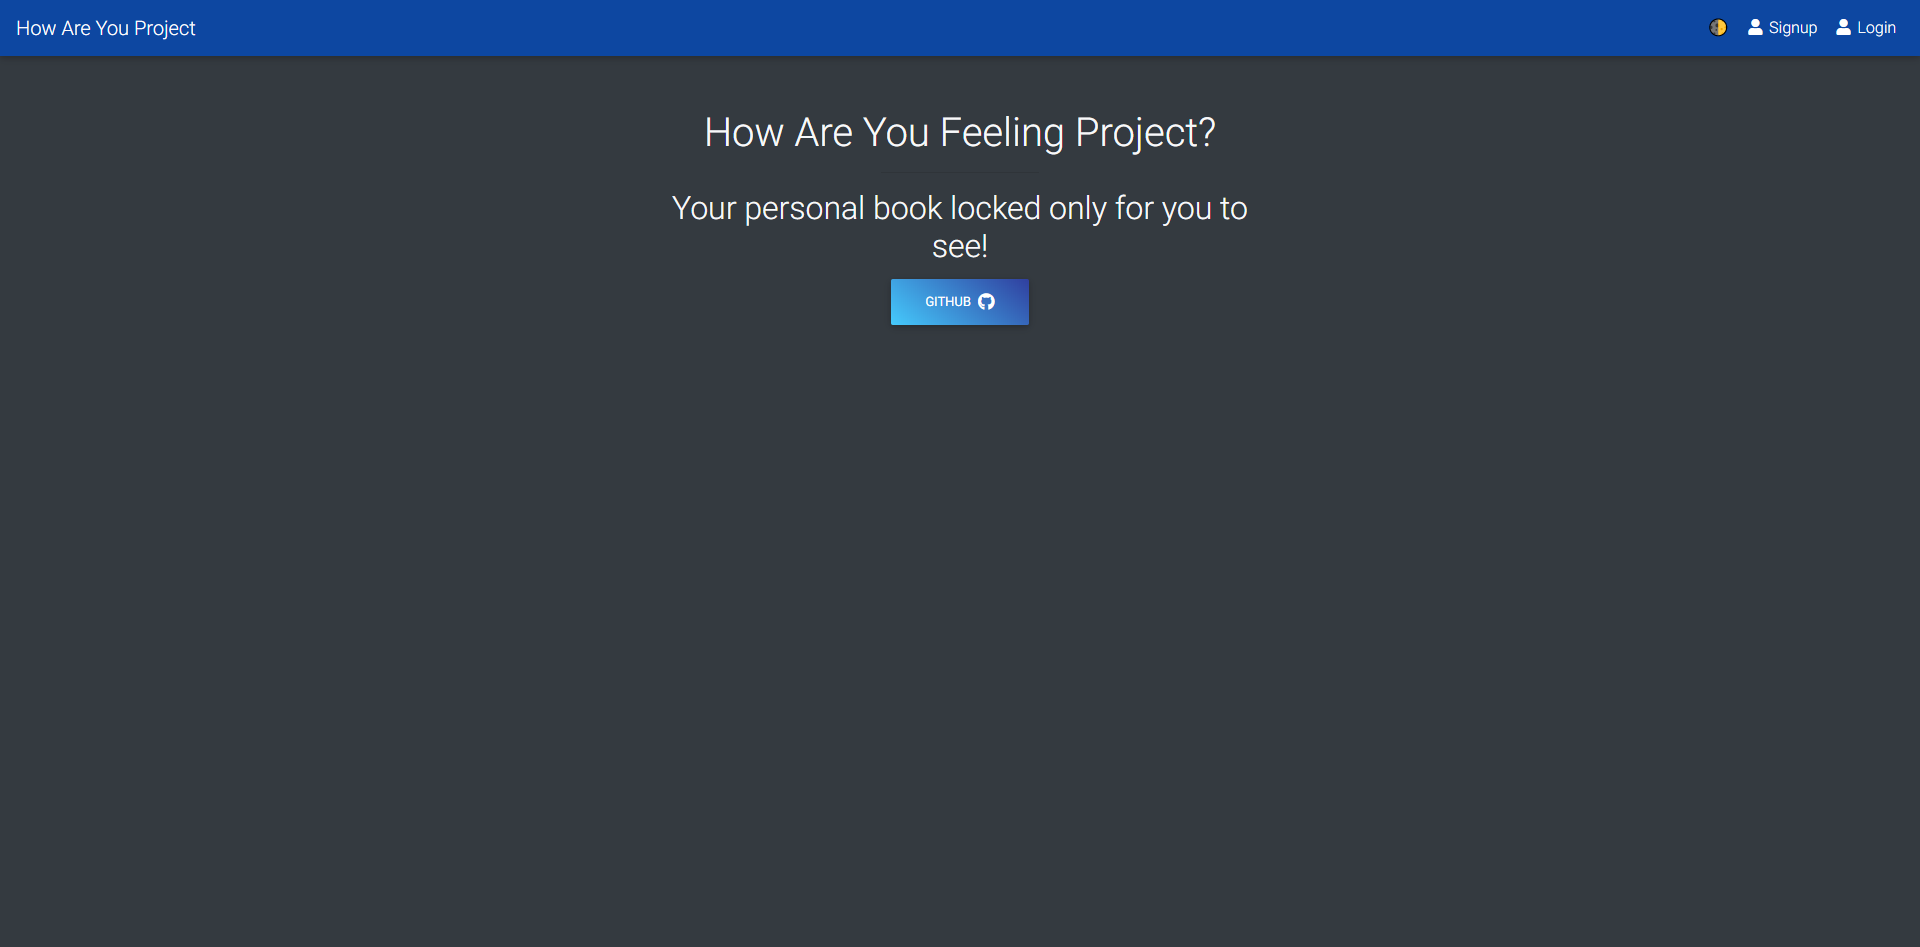 How Are You Project
Signup
Login
How Are You Feeling Project?
Your personal book locked only for you to
see!
GITHUB